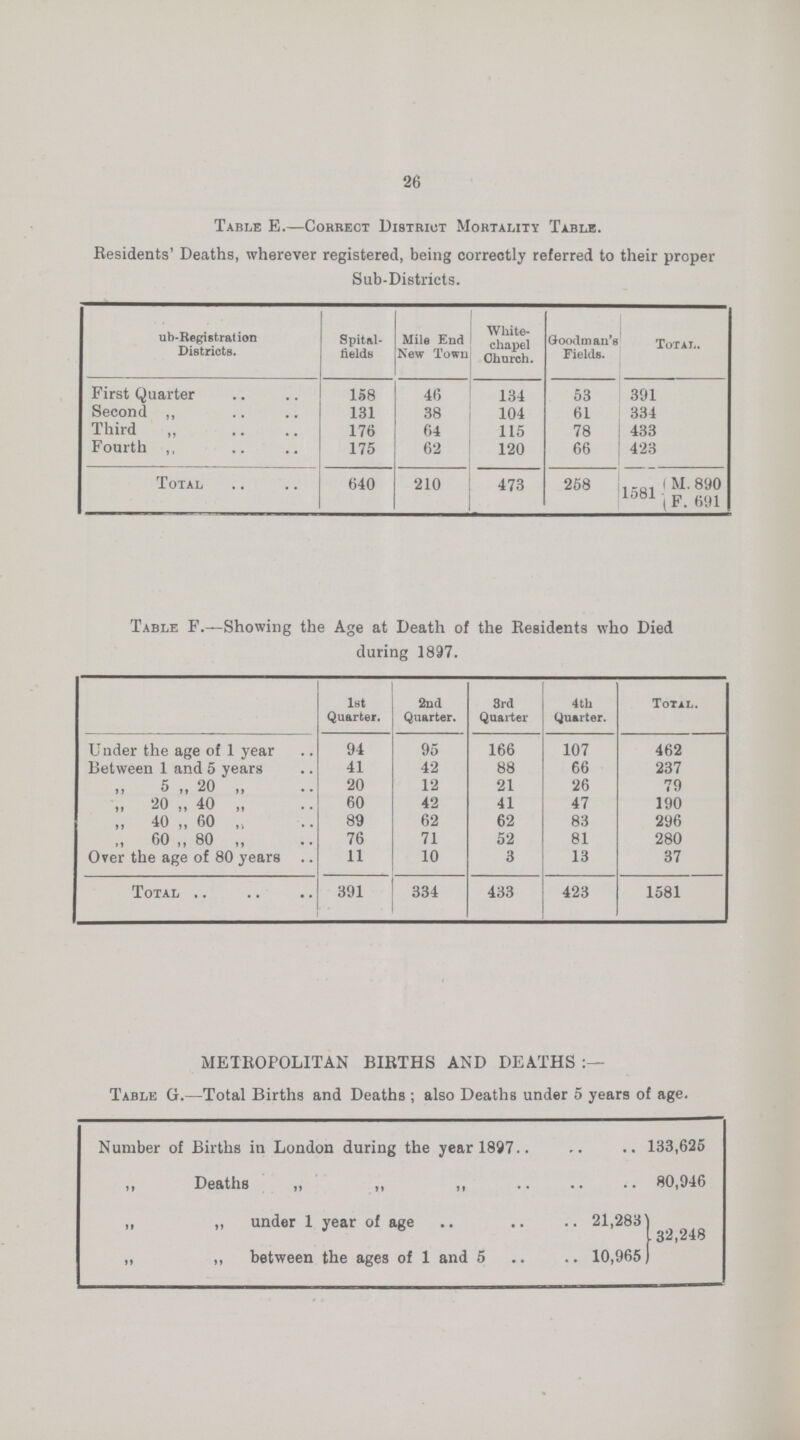 26
Table E.—Correct District Mortality Table.
Residents' Deaths, wherever registered, being correctly referred to their proper
Sub-Districts.
ub-Registration Districts. Spital-fields Mile End New Town White-chapel Church. Goodman's Fields. Total.
First Quarter .. .. 158 46 134 53 391
Second ,, .. .. 131 38 104 61 334
Third ,, .. .. 176 64 115 78 433
Fourth ,, .. .. 175 62 120 66 423
Total .. .. 640 210 473 258 1581 { M. 890 F. 691
Table F.—Showing the Age at Death of the Residents who Died
during 1897.
1st Quarter. 2nd Quarter. 3rd Quarter 4th Quarter. Total.
Under the age of 1 year .. 94 95 166 107 462
Between 1 and 5 years .. 41 42 88 66 237
,, 5 ,, 20 ,, .. 20 12 21 26 79
,, 20 ,, 40 ,, .. 60 42 41 47 190
,, 40 ,, 60 ,, .. 89 62 62 83 296
,, 60 ,, 80 ,, .. 76 71 52 81 280
Over the age of 80 years .. 11 10 3 13 37
Total .. .. .. 391 334 433 423 1581
METROPOLITAN BIRTHS AND DEATHS :—
Table G.—Total Births and Deaths ; also Deaths under 5 years of age.
Number of Births in London during the year 1897.. .. .. 133,625
,, Deaths ,, ,, ,, .. .. .. 80,946
,, ,, under 1 year of age .. .. .. 21,283 } 32,248
,, ,, between the ages of 1 and 5 .. .. 10,965